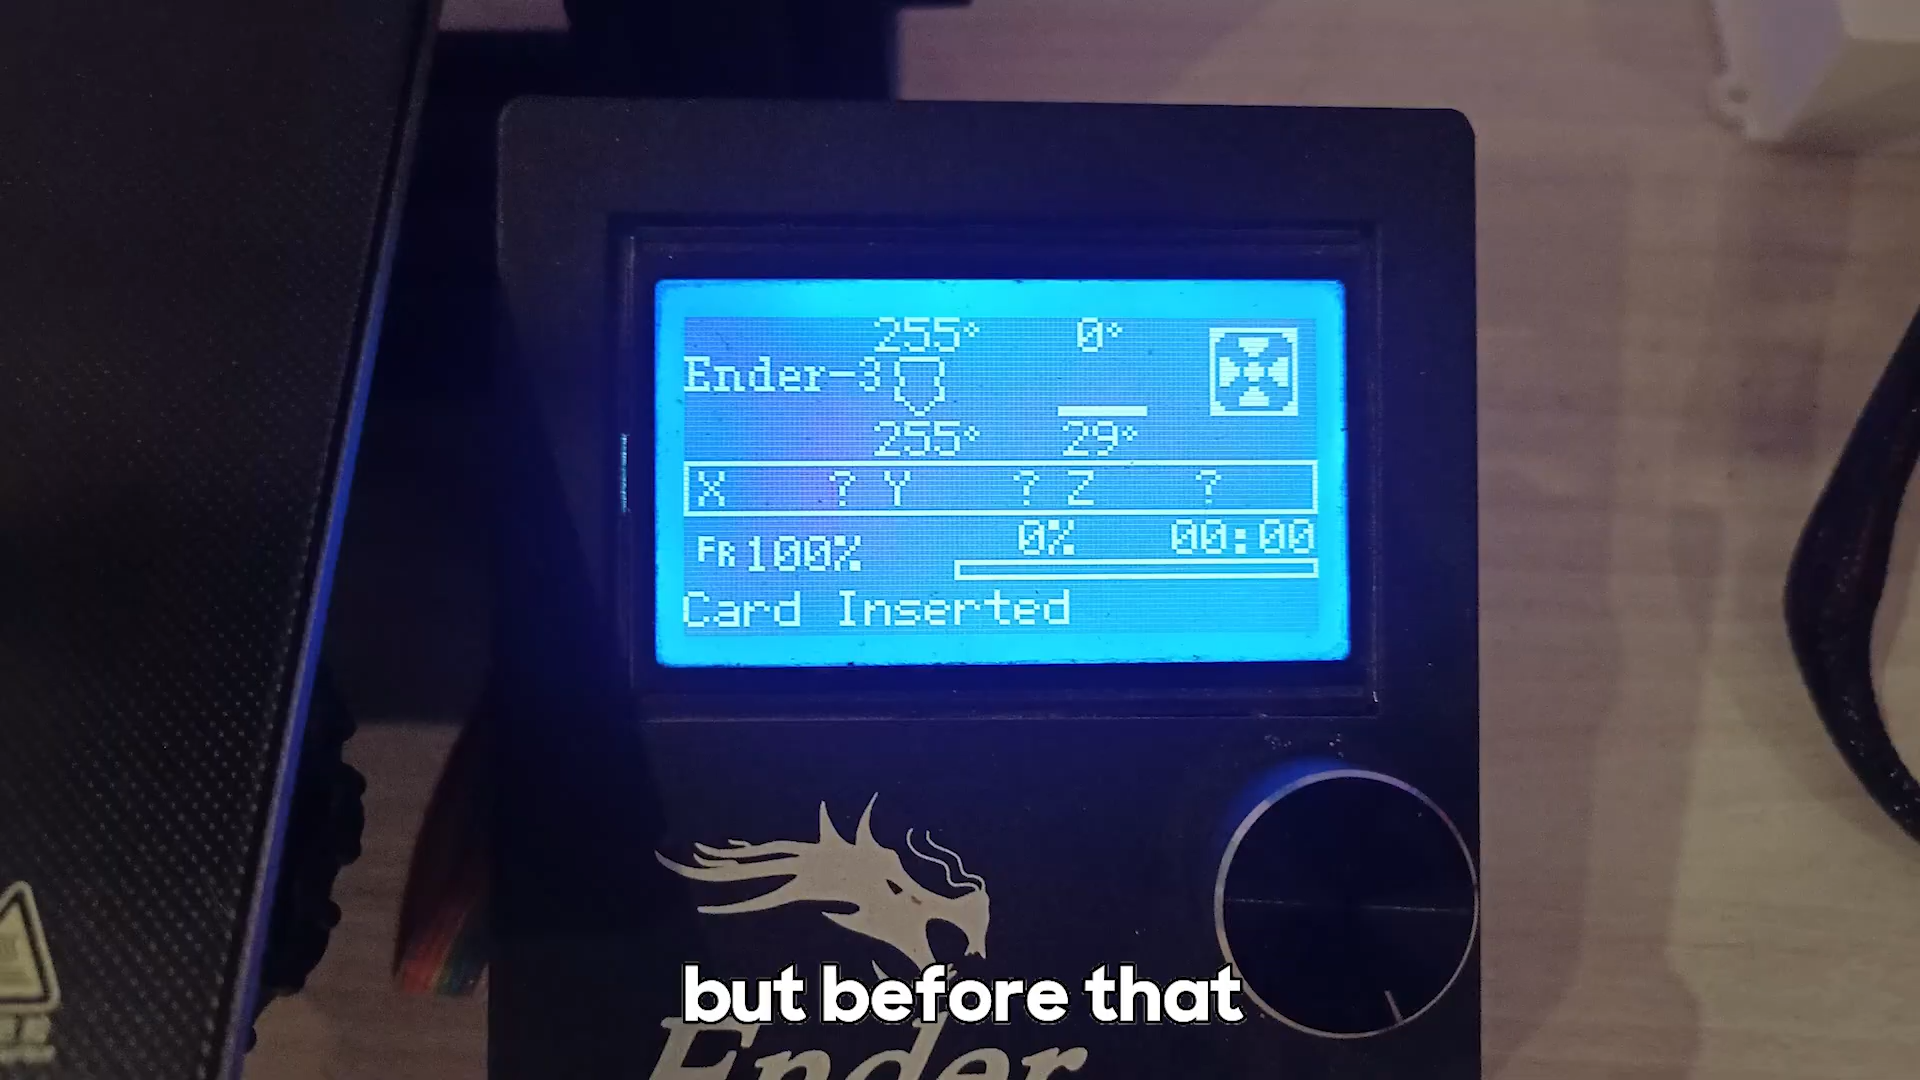 255° 0°
Ender-3
255° 29°
X ? Y ? Z ?
FR 100% 0% 00:00
Card Inserted
but before that
Ender